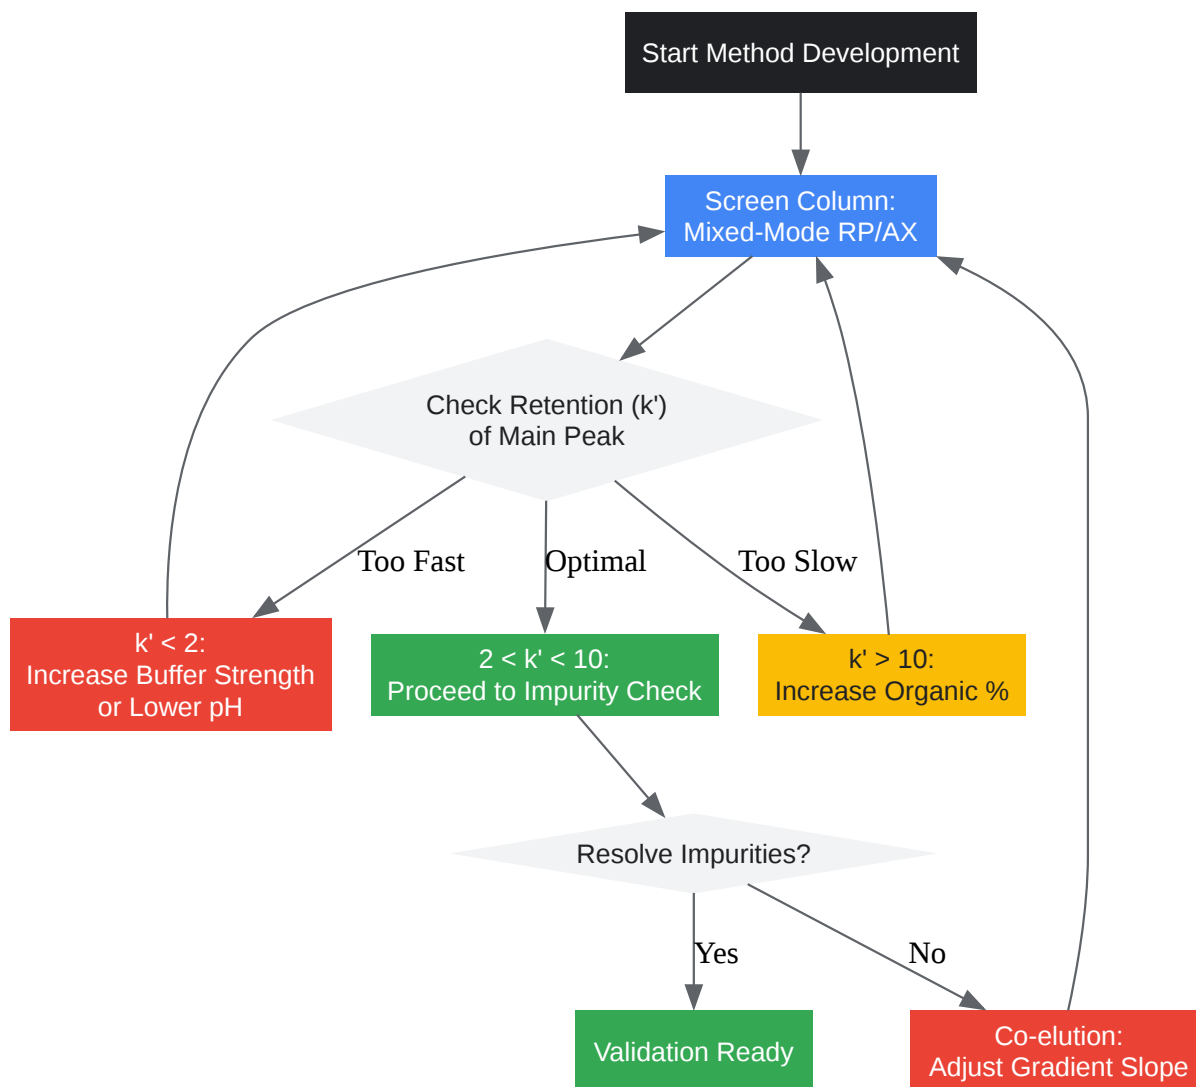 Start Method Development
Screen Column:
Mixed-Mode RP/AX
Check Retention (k')
of Main Peak
Too Fast
Optimal
Too Slow
k' < 2:
Increase Buffer Strength
or Lower pH
2 < k' < 10:
Proceed to Impurity Check
k' > 10:
Increase Organic %
Resolve Impurities?
Yes
No
Validation Ready
Co-elution:
Adjust Gradient Slope